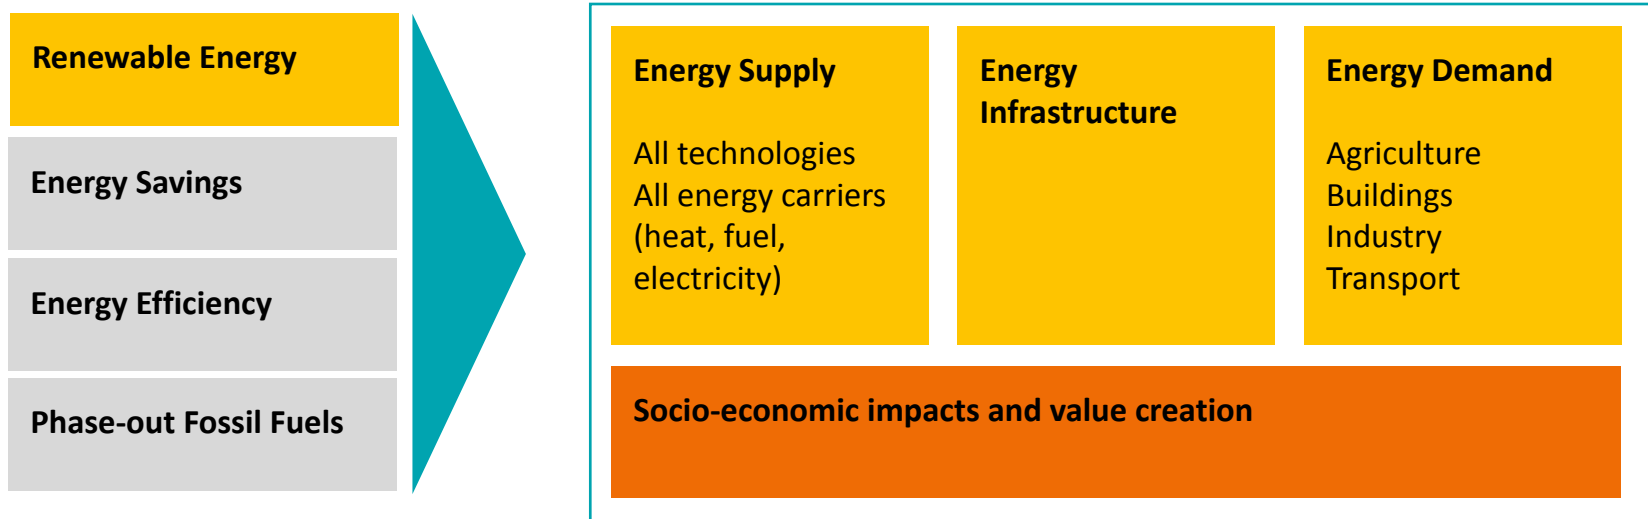 Renewable Energy
Energy Savings
Energy Efficiency
Phase-out Fossil Fuels
Energy Supply
All technologies
All energy carriers
(heat, fuel,
electricity)
Energy
Infrastructure
Energy Demand
Agriculture
Buildings
Industry
Transport
Socio-economic impacts and value creation